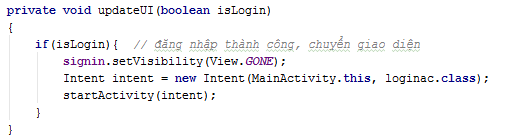 private void updateUI(boolean isLogin)
{
    if(isLogin){  // đăng nhập thành công, chuyển giao diện
        signin.setVisibility(View.GONE);
        Intent intent = new Intent(MainActivity.this, loginac.class);
        startActivity(intent);
    }
}